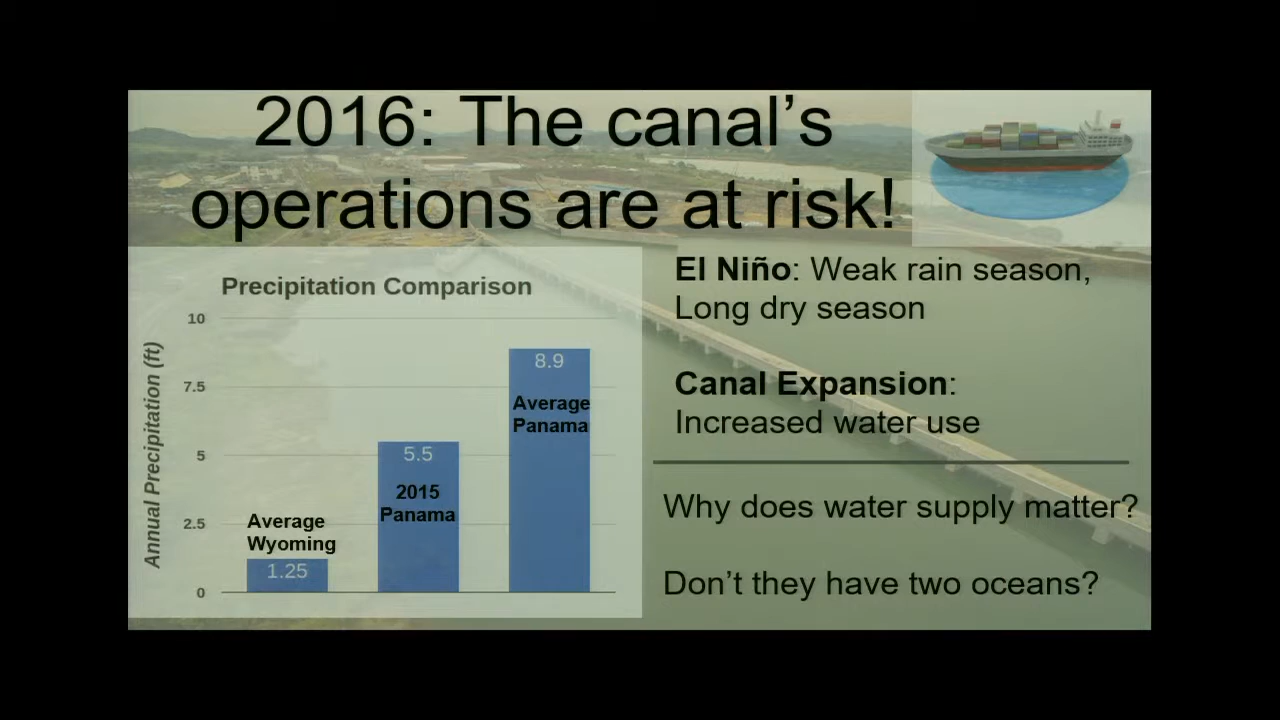 2016: The canal's
operations are at risk!
Precipitation Comparison
Annual Precipitation (ft)
10
7.5
5
2.5
0
Average
Wyoming
1.25
5.5
2015
Panama
8.9
Average
Panama
El Niño: Weak rain season,
Long dry season
Canal Expansion:
Increased water use
Why does water supply matter?
Don't they have two oceans?